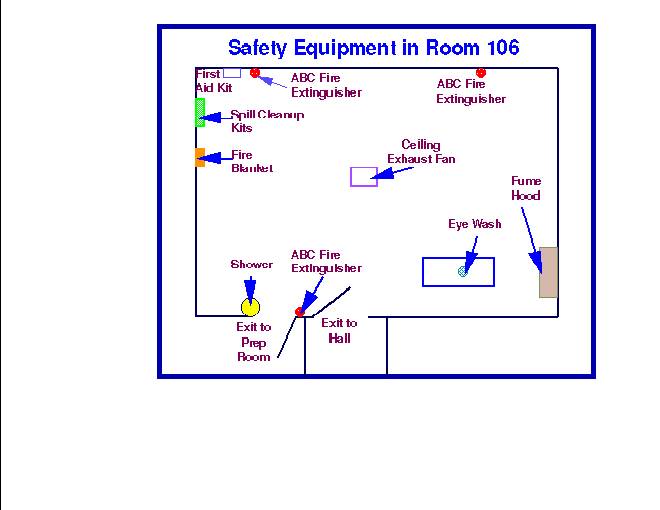 Safety Equipment in Room 106
First
Aid Kit
ABC Fire
Extinguisher
ABC Fire
Extinguisher
Spill Cleanup
Kits
Fire
Blanket
Ceiling
Exhaust Fan
Fume
Hood
Eye Wash
Shower
ABC Fire
Extinguisher
Exit to
Prep
Room
Exit to
Hall